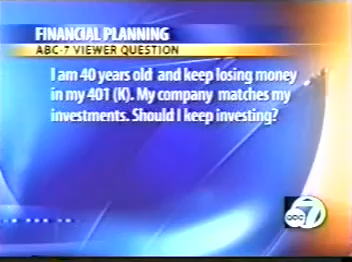 FINANCIAL PLANNING
ABC-7 VIEWER QUESTION
I am 40 years old and keep losing money
in my 401 (K). My company matches my
investments. Should I keep investing?
abc 7